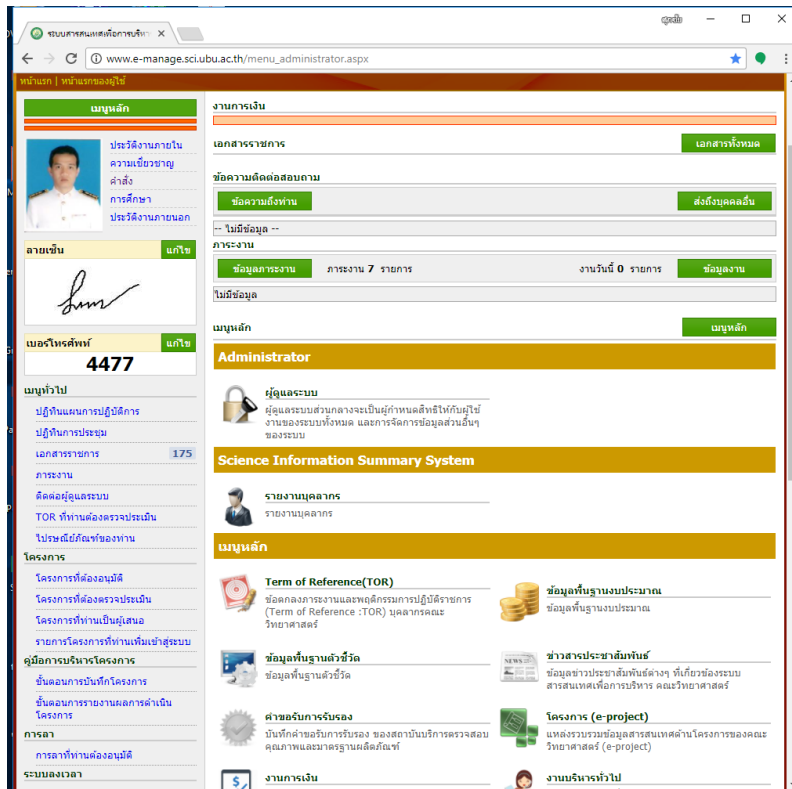 ศุภชัย
ระบบสารสนเทศเพื่อการบริหา
www.e-manage.sci.ubu.ac.th/menu_administrator.aspx
หน้าแรก | หน้าแรกของผู้ใช้
เมนูหลัก
ประวัติงานภายใน
ความเชี่ยวชาญ
คำสั่ง
การศึกษา
ประวัติงานภายนอก
ลายเซ็น
แก้ไข
เบอร์โทรศัพท์
แก้ไข
4477
เมนูทั่วไป
ปฏิทินแผนการปฏิบัติการ
ปฏิทินการประชุม
เอกสารราชการ 175
ภาระงาน
ติดต่อผู้ดูแลระบบ
TOR ที่ท่านต้องตรวจประเมิน
ไปรษณีย์ภัณฑ์ของท่าน
โครงการ
โครงการที่ต้องอนุมัติ
โครงการที่ต้องตรวจประเมิน
โครงการที่ท่านเป็นผู้เสนอ
รายการโครงการที่ท่านเพิ่มเข้าสู่ระบบ
คู่มือการบริหารโครงการ
ขั้นตอนการบันทึกโครงการ
ขั้นตอนการรายงานผลการดำเนิน
โครงการ
การลา
การลาที่ท่านต้องอนุมัติ
ระบบลงเวลา
งานการเงิน
เอกสารราชการ
เอกสารทั้งหมด
ข้อความติดต่อสอบถาม
ข้อความถึงท่าน
ส่งถึงบุคคลอื่น
-- ไม่มีข้อมูล --
ภาระงาน
ข้อมูลภาระงาน ภาระงาน 7 รายการ งานวันนี้ 0 รายการ ข้อมูลงาน
ไม่มีข้อมูล
เมนูหลัก
เมนูหลัก
Administrator
ผู้ดูแลระบบ
ผู้ดูแลระบบส่วนกลางจะเป็นผู้กำหนดสิทธิให้กับผู้ใช้
งานของระบบทั้งหมด และการจัดการข้อมูลส่วนอื่นๆ
ของระบบ
Science Information Summary System
รายงานบุคลากร
รายงานบุคลากร
เมนูหลัก
Term of Reference(TOR)
ข้อตกลงภาระงานและพฤติกรรมการปฏิบัติราชการ
(Term of Reference :TOR) บุคลากรคณะ
วิทยาศาสตร์
ข้อมูลพื้นฐานงบประมาณ
ข้อมูลพื้นฐานงบประมาณ
ข้อมูลพื้นฐานตัวชี้วัด
ข้อมูลพื้นฐานตัวชี้วัด
ข่าวสารประชาสัมพันธ์
ข้อมูลข่าวประชาสัมพันธ์ต่างๆ ที่เกี่ยวข้องระบบ
สารสนเทศเพื่อการบริหาร คณะวิทยาศาสตร์
NEWS
คำขอรับการรับรอง
บันทึกคำขอรับการรับรอง ของสถาบันบริการตรวจสอบ
คุณภาพและมาตรฐานผลิตภัณฑ์
โครงการ (e-project)
แหล่งรวบรวมข้อมูลสารสนเทศด้านโครงการของคณะ
วิทยาศาสตร์ (e-project)
งานการเงิน
งานบริหารทั่วไป